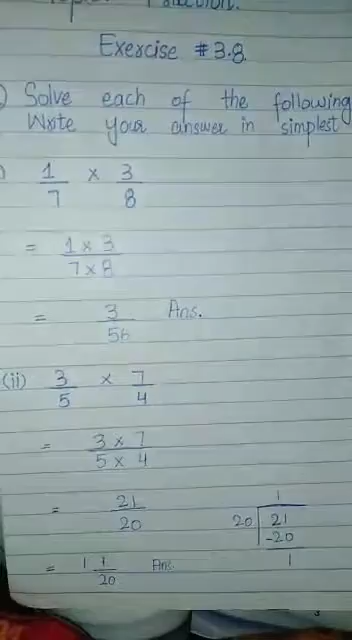 Exercise # 3.8
Solve each of the following
Write your answer in simplest
1/7 × 3/8
= 1 × 3 / 7 × 8
= 3/56 Ans.
(ii) 3/5 × 7/4
= 3 × 7 / 5 × 4
= 21/20
1
20 21
-20
1
= 1 1/20 Ans.